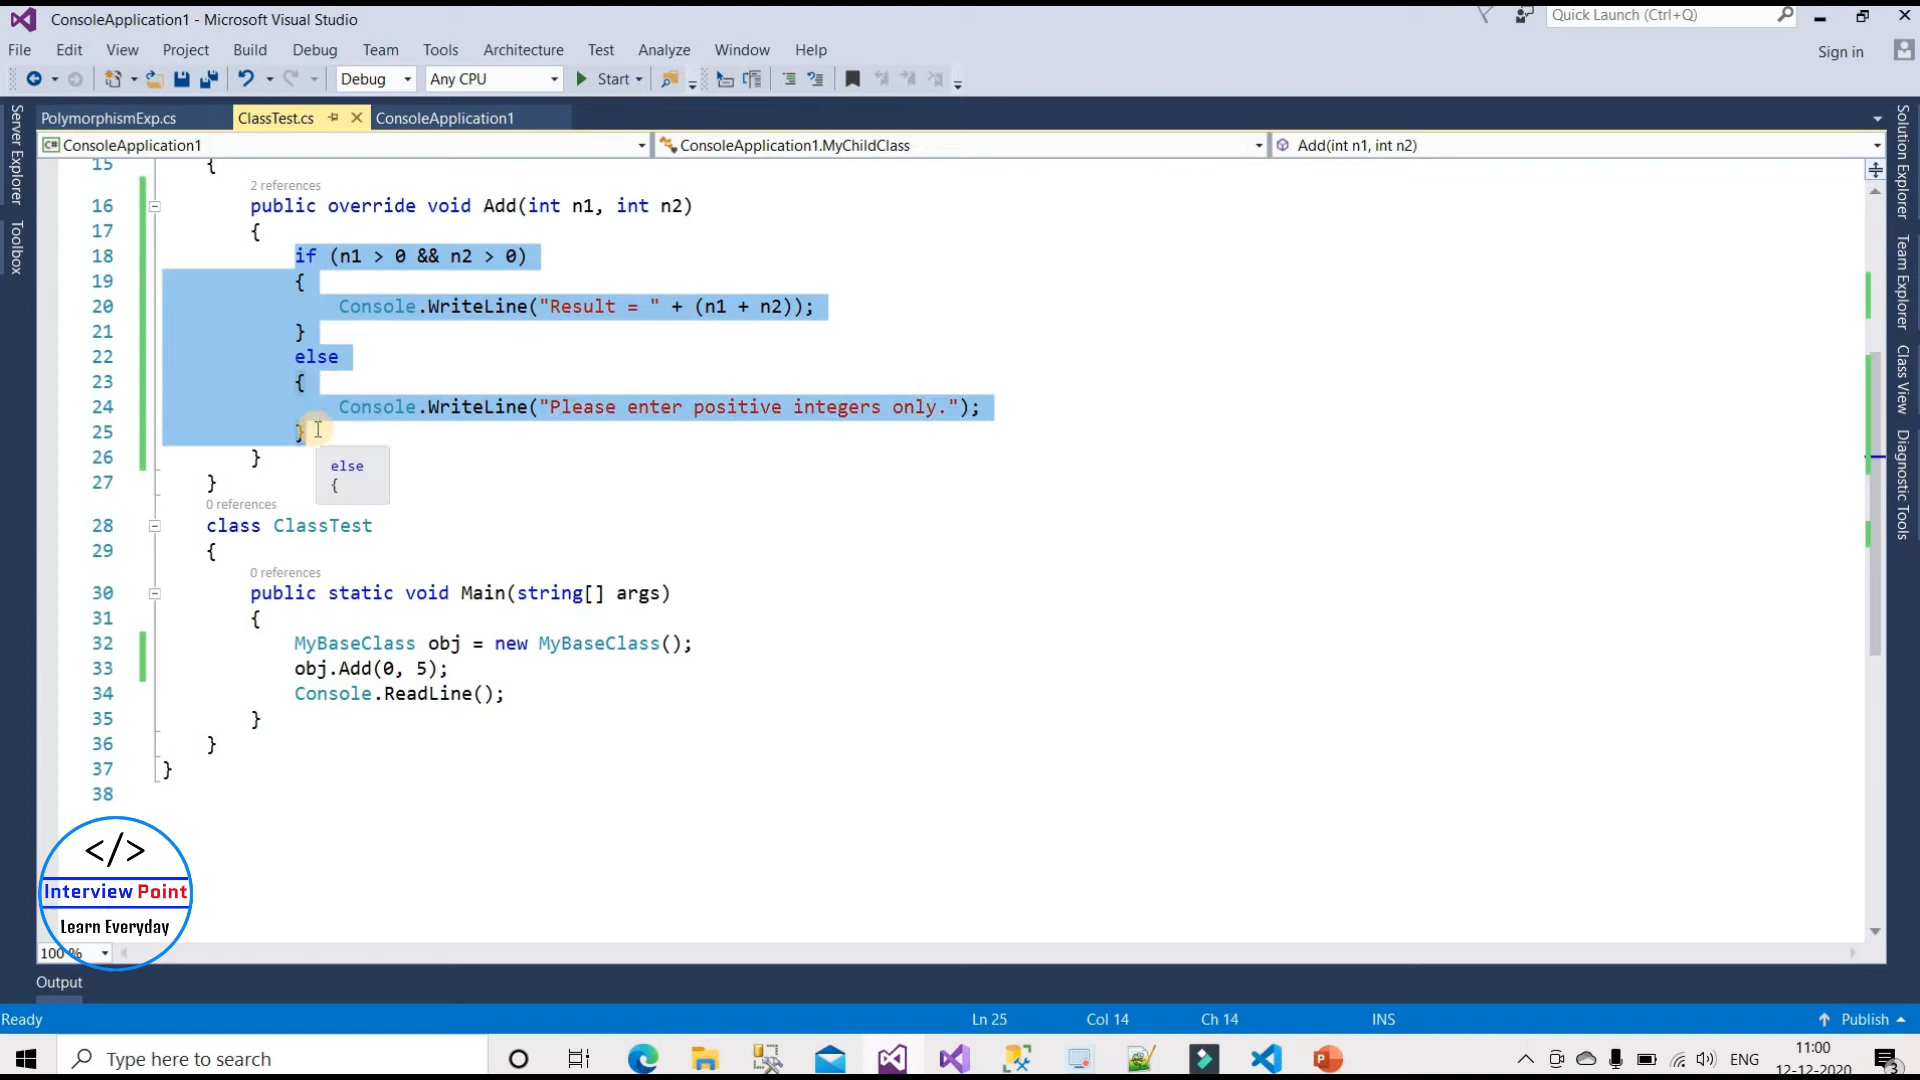 ConsoleApplication1 - Microsoft Visual Studio
Quick Launch (Ctrl+Q)
File Edit View Project Build Debug Team Tools Architecture Test Analyze Window Help
Sign in
Debug Any CPU Start
PolymorphismExp.cs ClassTest.cs ConsoleApplication1
ConsoleApplication1 ConsoleApplication1.MyChildClass Add(int n1, int n2)
Server Explorer
Toolbox
Solution Explorer
Team Explorer
Class View
Diagnostic Tools
15 {
2 references
16 public override void Add(int n1, int n2)
17 {
18 if (n1 > 0 && n2 > 0)
19 {
20 Console.WriteLine("Result = " + (n1 + n2));
21 }
22 else
23 {
24 Console.WriteLine("Please enter positive integers only.");
25 }
26 }
else
{
27 }
0 references
28 class ClassTest
29 {
0 references
30 public static void Main(string[] args)
31 {
32 MyBaseClass obj = new MyBaseClass();
33 obj.Add(0, 5);
34 Console.ReadLine();
35 }
36 }
37 }
38
</>
Interview Point
Learn Everyday
100 %
Output
Ready Ln 25 Col 14 Ch 14 INS Publish
Type here to search
ENG
11:00
12-12-2020
3